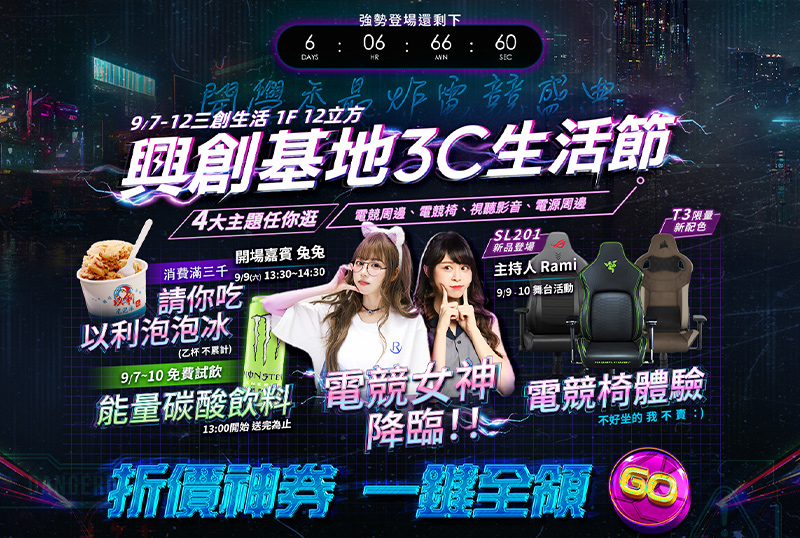 強勢登場還剩下
6 : 06 : 66 : 60
DAYS HR MIN SEC
9/7-12三創生活 1F 12立方
興創基地3C生活節
4大主題任你逛
電競周邊、電競椅、視聽影音、電源周邊
消費滿三千
請你吃
以利泡泡冰
(乙杯 不累計)
9/7~10 免費試飲
能量碳酸飲料
13:00開始 送完為止
MONSTER
開場嘉賓 兔兔
9/9(六) 13:30~14:30
電競女神
降臨!!
SL201
新品登場
主持人 Rami
9/9 - 10 舞台活動
T3限量
新配色
電競椅體驗
不好坐的 我 不 賣 :)
折價神券 一鍵全領
GO